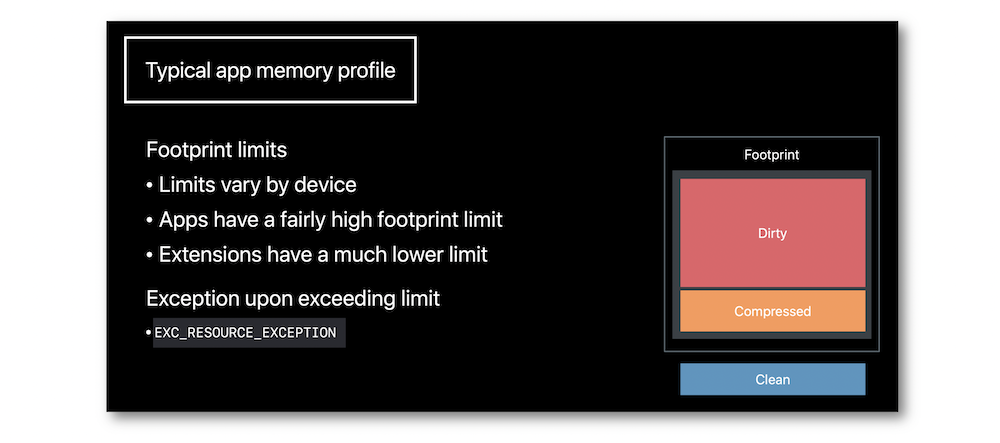 Typical app memory profile
Footprint limits
• Limits vary by device
• Apps have a fairly high footprint limit
• Extensions have a much lower limit
Exception upon exceeding limit
• EXC_RESOURCE_EXCEPTION
Footprint
Dirty
Compressed
Clean